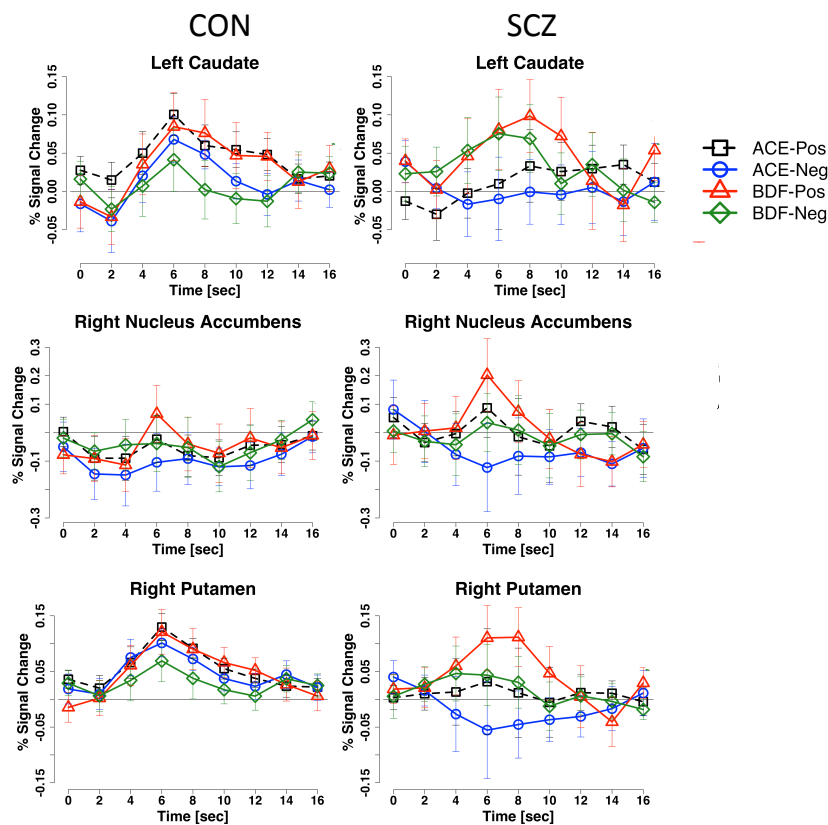 CON SCZ
Left Caudate Left Caudate
% Signal Change
0.15
0.10
0.05
0.00
-0.05
0 2 4 6 8 10 12 14 16
Time [sec]
% Signal Change
0.15
0.10
0.05
0.00
-0.05
0 2 4 6 8 10 12 14 16
Time [sec]
ACE-Pos
ACE-Neg
BDF-Pos
BDF-Neg
Right Nucleus Accumbens Right Nucleus Accumbens
% Signal Change
0.3
0.2
0.1
-0.1
-0.3
0 2 4 6 8 10 12 14 16
Time [sec]
% Signal Change
0.3
0.2
0.1
-0.1
-0.3
0 2 4 6 8 10 12 14 16
Time [sec]
Right Putamen Right Putamen
% Signal Change
0.15
0.05
-0.05
-0.15
0 2 4 6 8 10 12 14 16
Time [sec]
% Signal Change
0.15
0.05
-0.05
-0.15
0 2 4 6 8 10 12 14 16
Time [sec]